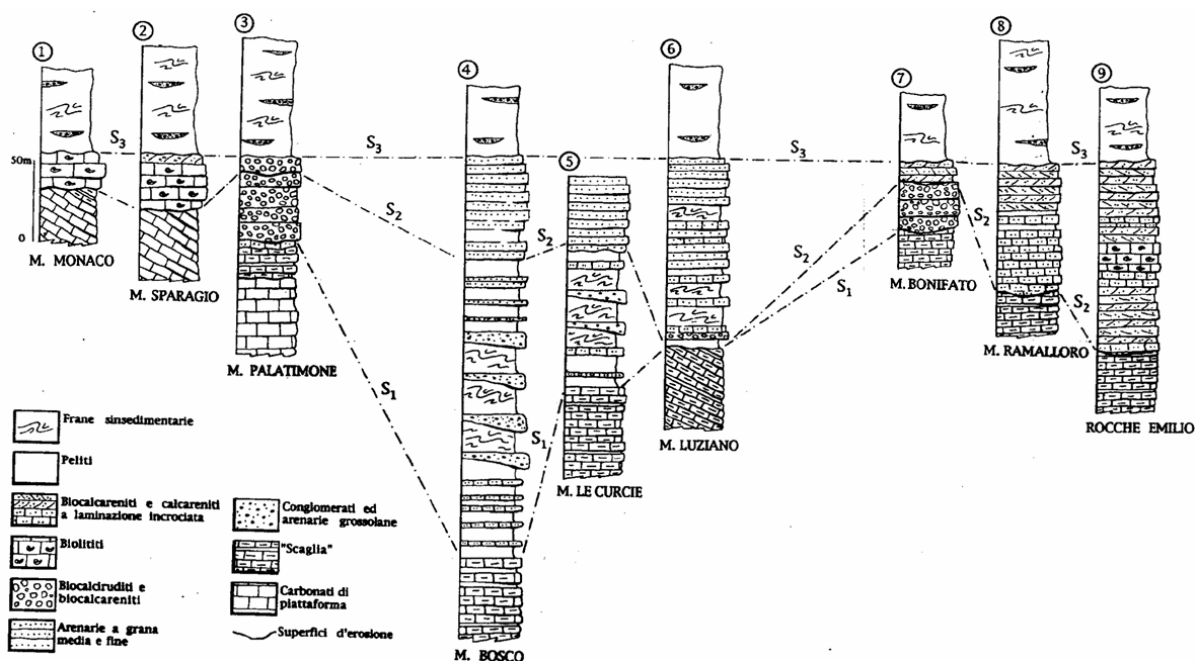 1
2
3
4
5
6
7
8
9
S3
S3
S3
S3
S2
S2
S2
S2
S2
S1
S1
S1
50m
0
M. MONACO
M. SPARAGIO
M. PALATIMONE
M. BOSCO
M. LE CURCIE
M. LUZIANO
M. BONIFATO
M. RAMALLORO
ROCCHE EMILIO
Frane sinsedimentarie
Peliti
Biocalcareniti e calcareniti
a laminazione incrociata
Biolititi
Biocalciruditi e
biocalcareniti
Arenarie a grana
media e fine
Conglomerati ed
arenarie grossolane
"Scaglia"
Carbonati di
piattaforma
Superfici d'erosione